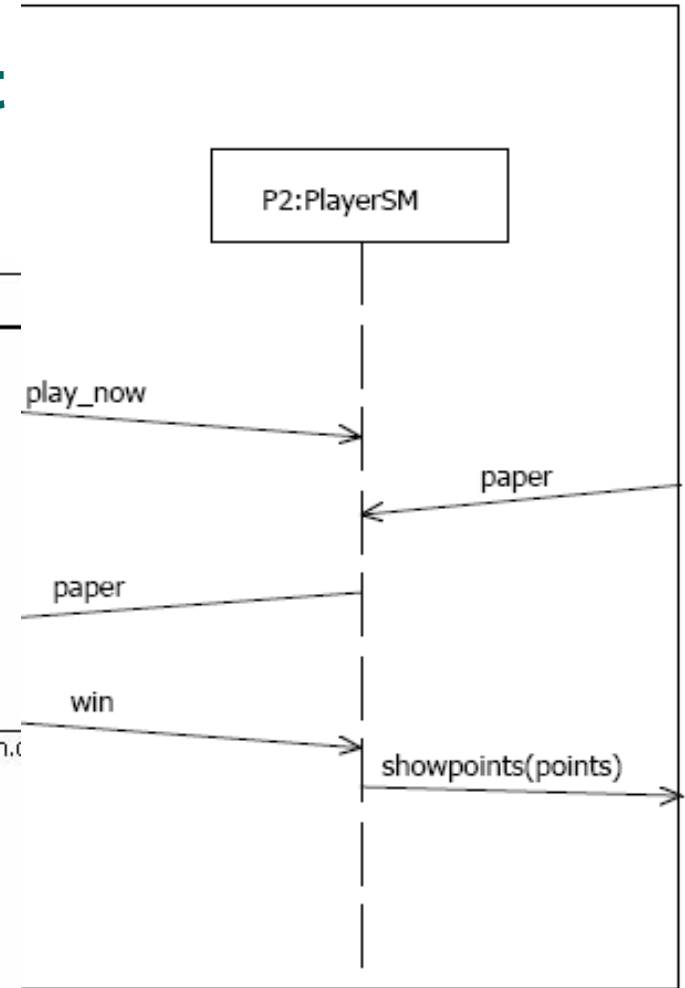 P2:PlayerSM
play_now
paper
paper
win
showpoints(points)